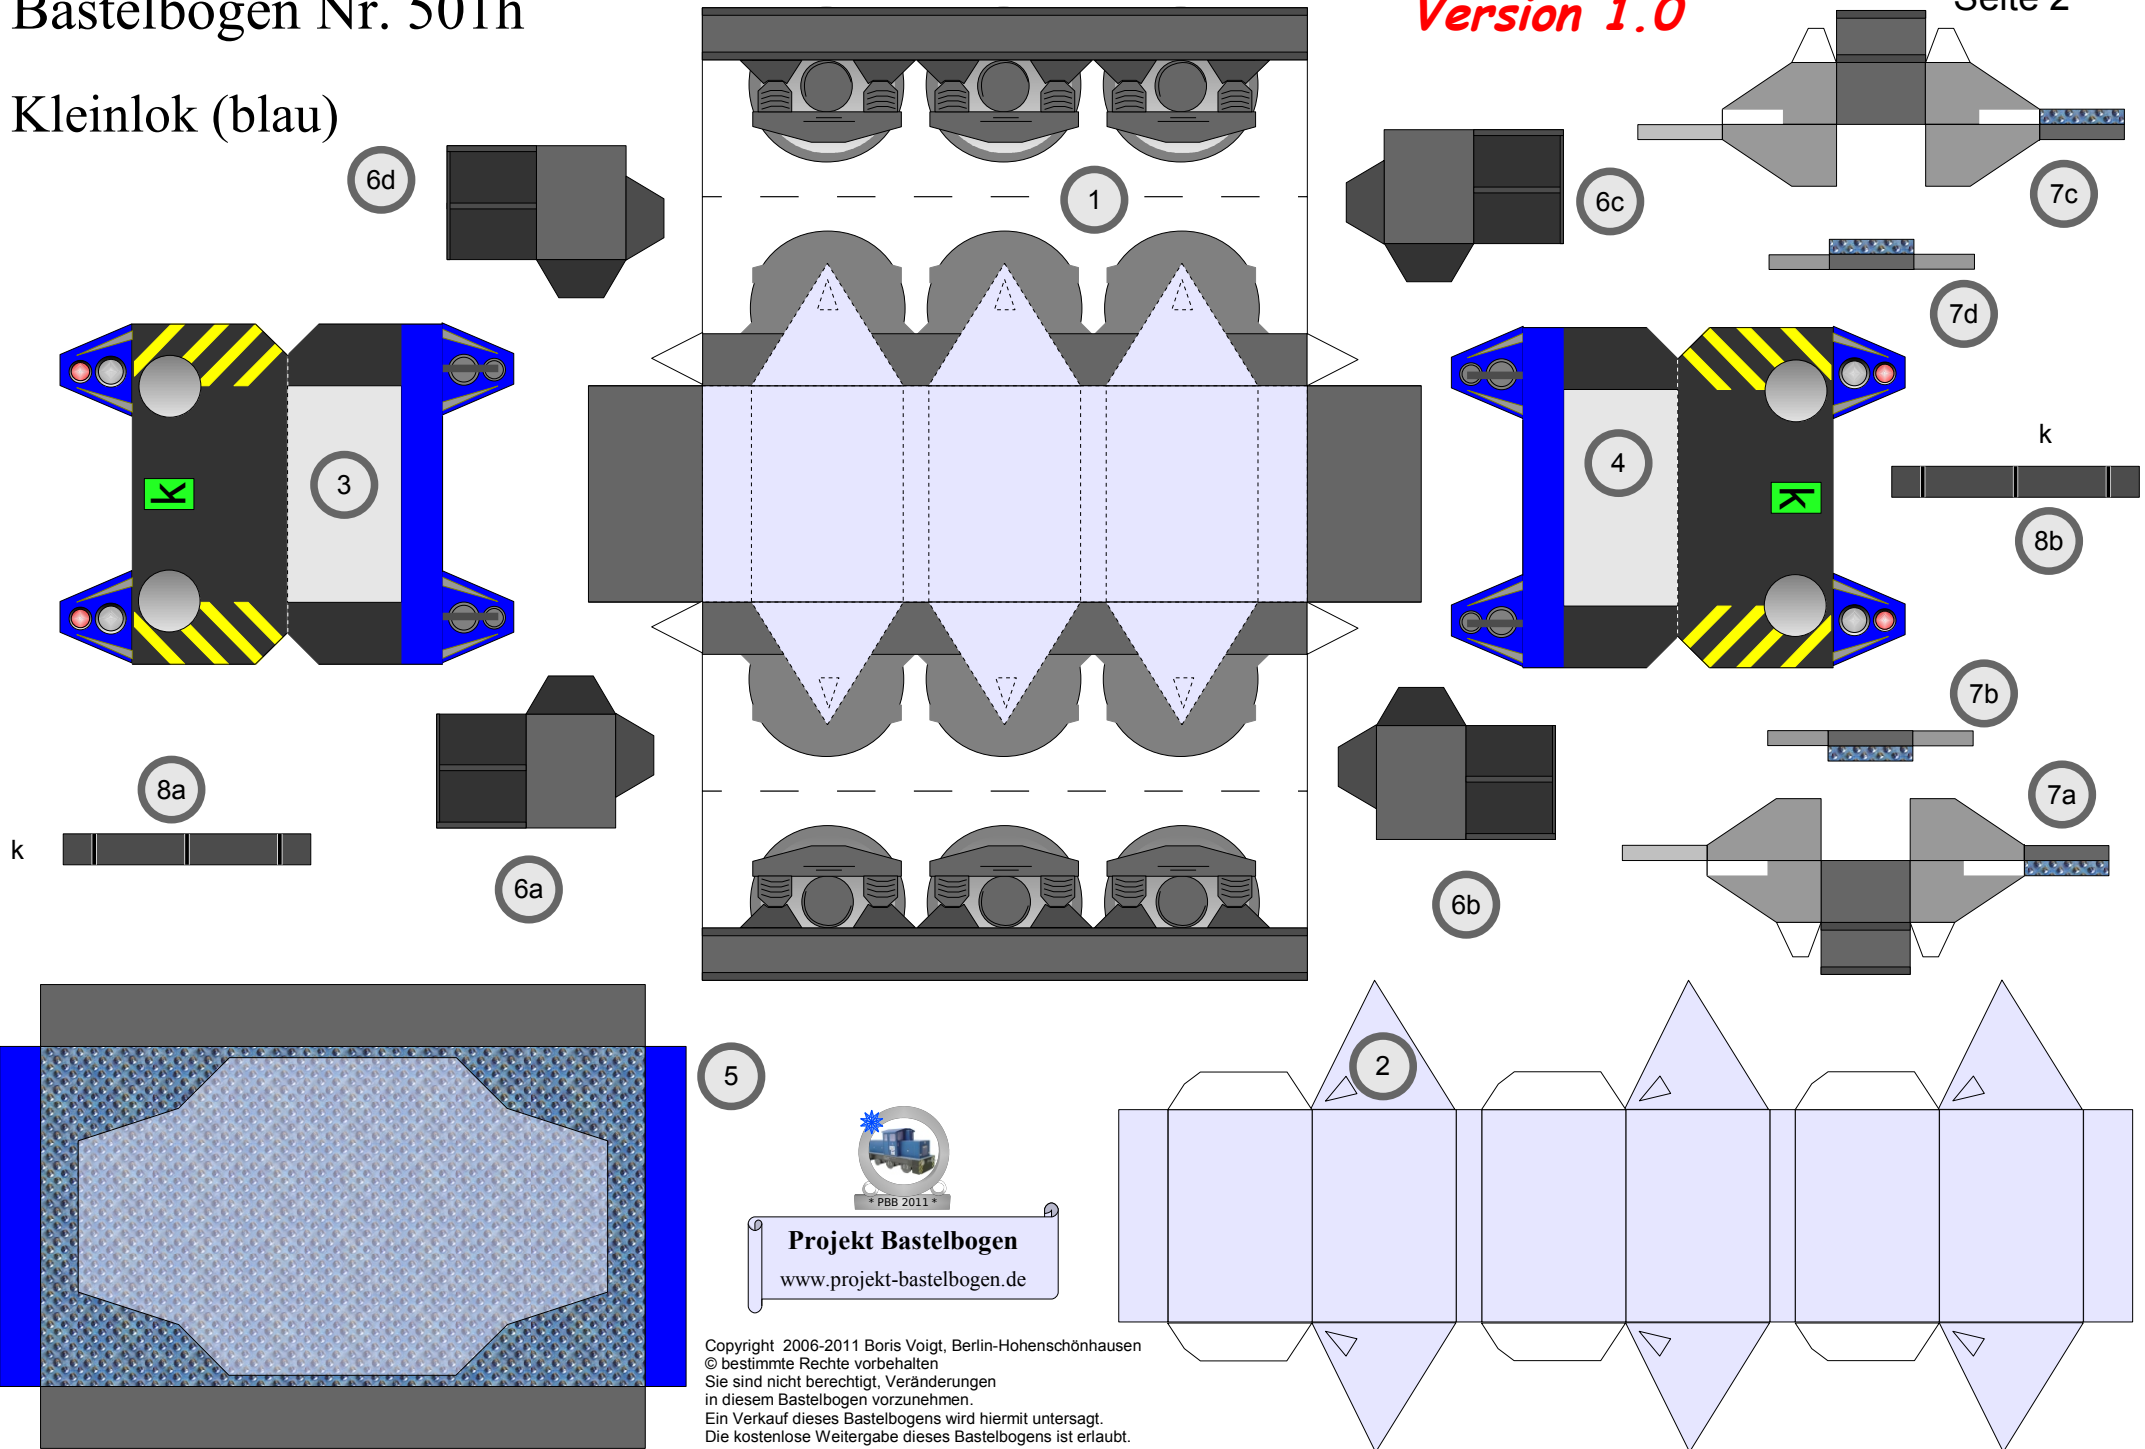 Bastelbogen Nr. 501h
Version 1.0
Seite 2
Kleinlok (blau)
6d
1
6c
7c
7d
3
4
k
k
k
8b
7b
8a
7a
k
6a
6b
5
2
* PBB 2011 *
Projekt Bastelbogen
www.projekt-bastelbogen.de
Copyright 2006-2011 Boris Voigt, Berlin-Hohenschönhausen
© bestimmte Rechte vorbehalten
Sie sind nicht berechtigt, Veränderungen
in diesem Bastelbogen vorzunehmen.
Ein Verkauf dieses Bastelbogens wird hiermit untersagt.
Die kostenlose Weitergabe dieses Bastelbogens ist erlaubt.